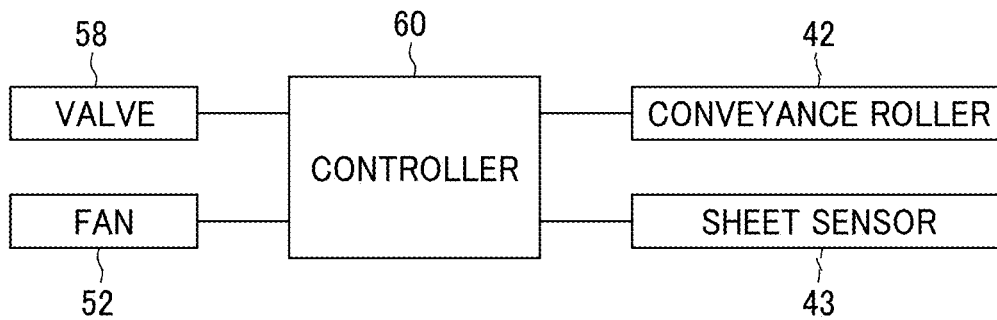 58
60
42
VALVE
CONVEYANCE ROLLER
CONTROLLER
FAN
SHEET SENSOR
52
43